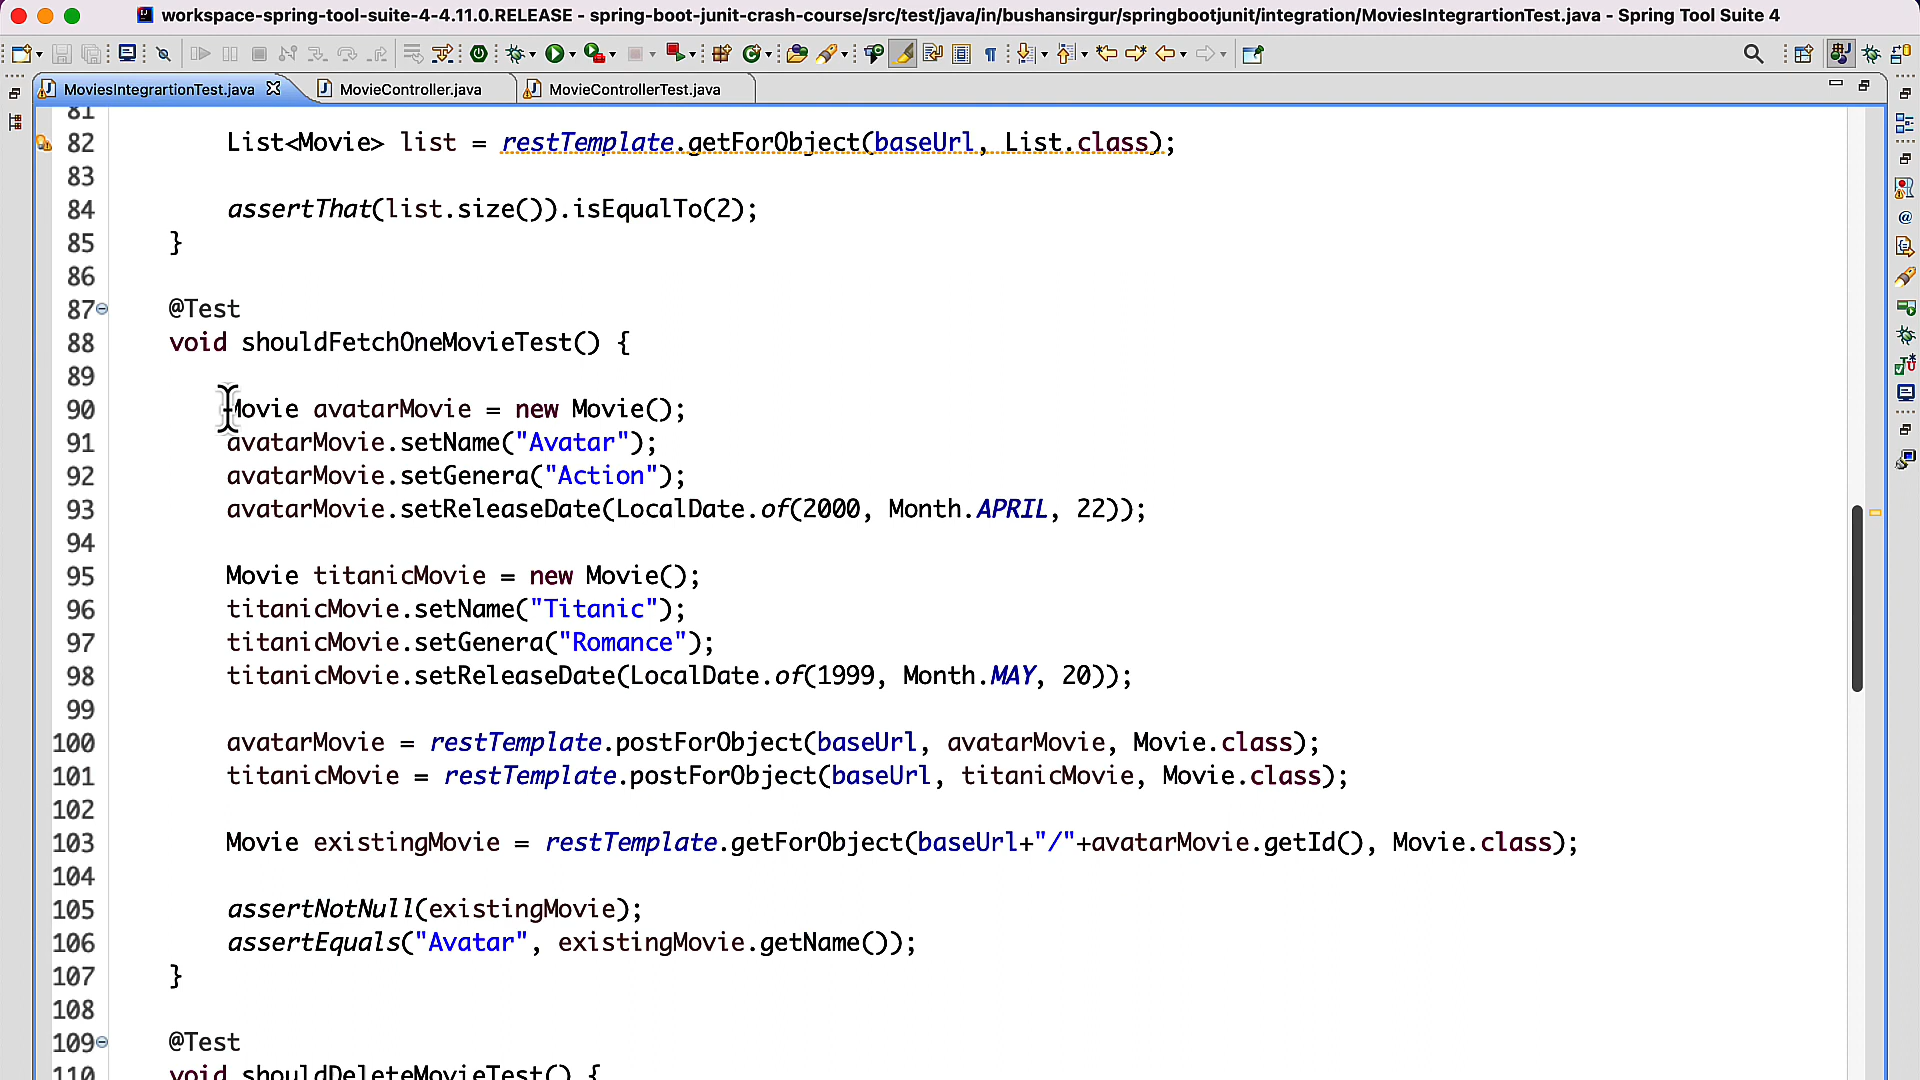 workspace-spring-tool-suite-4-4.11.0.RELEASE - spring-boot-junit-crash-course/src/test/java/in/bushansirgur/springbootjunit/integration/MoviesIntegrartionTest.java - Spring Tool Suite 4
MoviesIntegrartionTest.java MovieController.java MovieControllerTest.java
81
82 List<Movie> list = restTemplate.getForObject(baseUrl, List.class);
83
84 assertThat(list.size()).isEqualTo(2);
85 }
86
87 @Test
88 void shouldFetchOneMovieTest() {
89
90 Movie avatarMovie = new Movie();
91 avatarMovie.setName("Avatar");
92 avatarMovie.setGenera("Action");
93 avatarMovie.setReleaseDate(LocalDate.of(2000, Month.APRIL, 22));
94
95 Movie titanicMovie = new Movie();
96 titanicMovie.setName("Titanic");
97 titanicMovie.setGenera("Romance");
98 titanicMovie.setReleaseDate(LocalDate.of(1999, Month.MAY, 20));
99
100 avatarMovie = restTemplate.postForObject(baseUrl, avatarMovie, Movie.class);
101 titanicMovie = restTemplate.postForObject(baseUrl, titanicMovie, Movie.class);
102
103 Movie existingMovie = restTemplate.getForObject(baseUrl+"/"+avatarMovie.getId(), Movie.class);
104
105 assertNotNull(existingMovie);
106 assertEquals("Avatar", existingMovie.getName());
107 }
108
109 @Test
110 void shouldDeleteMovieTest() {